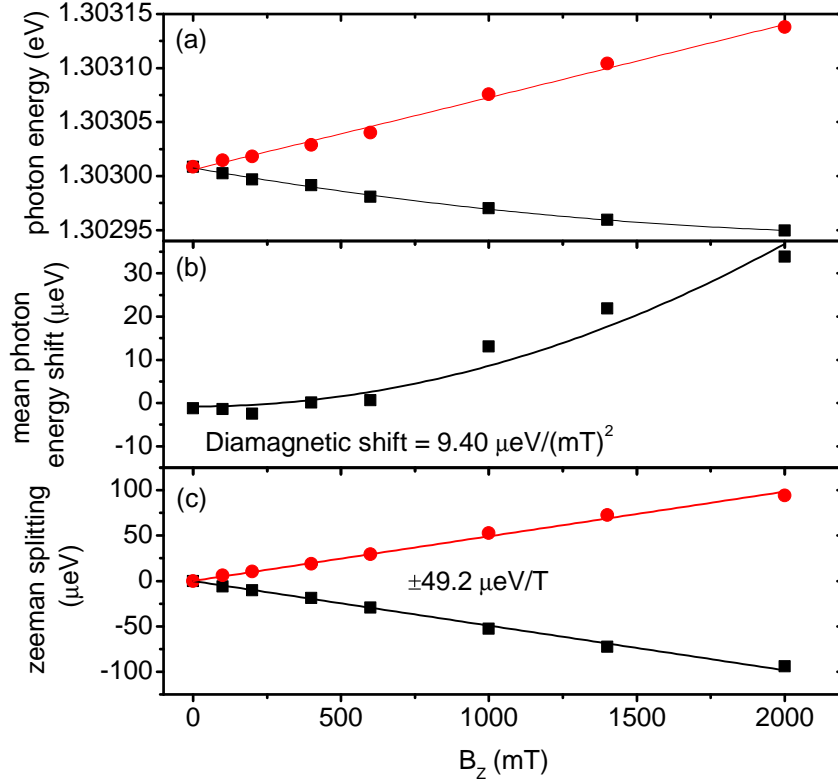 (a)
photon energy (eV)
1.30315
1.30310
1.30305
1.30300
1.30295
(b)
mean photon
energy shift (μeV)
30
20
10
0
-10
Diamagnetic shift = 9.40 μeV/(mT)²
(c)
zeeman splitting
(μeV)
100
50
0
-50
-100
±49.2 μeV/T
0 500 1000 1500 2000
B_Z (mT)